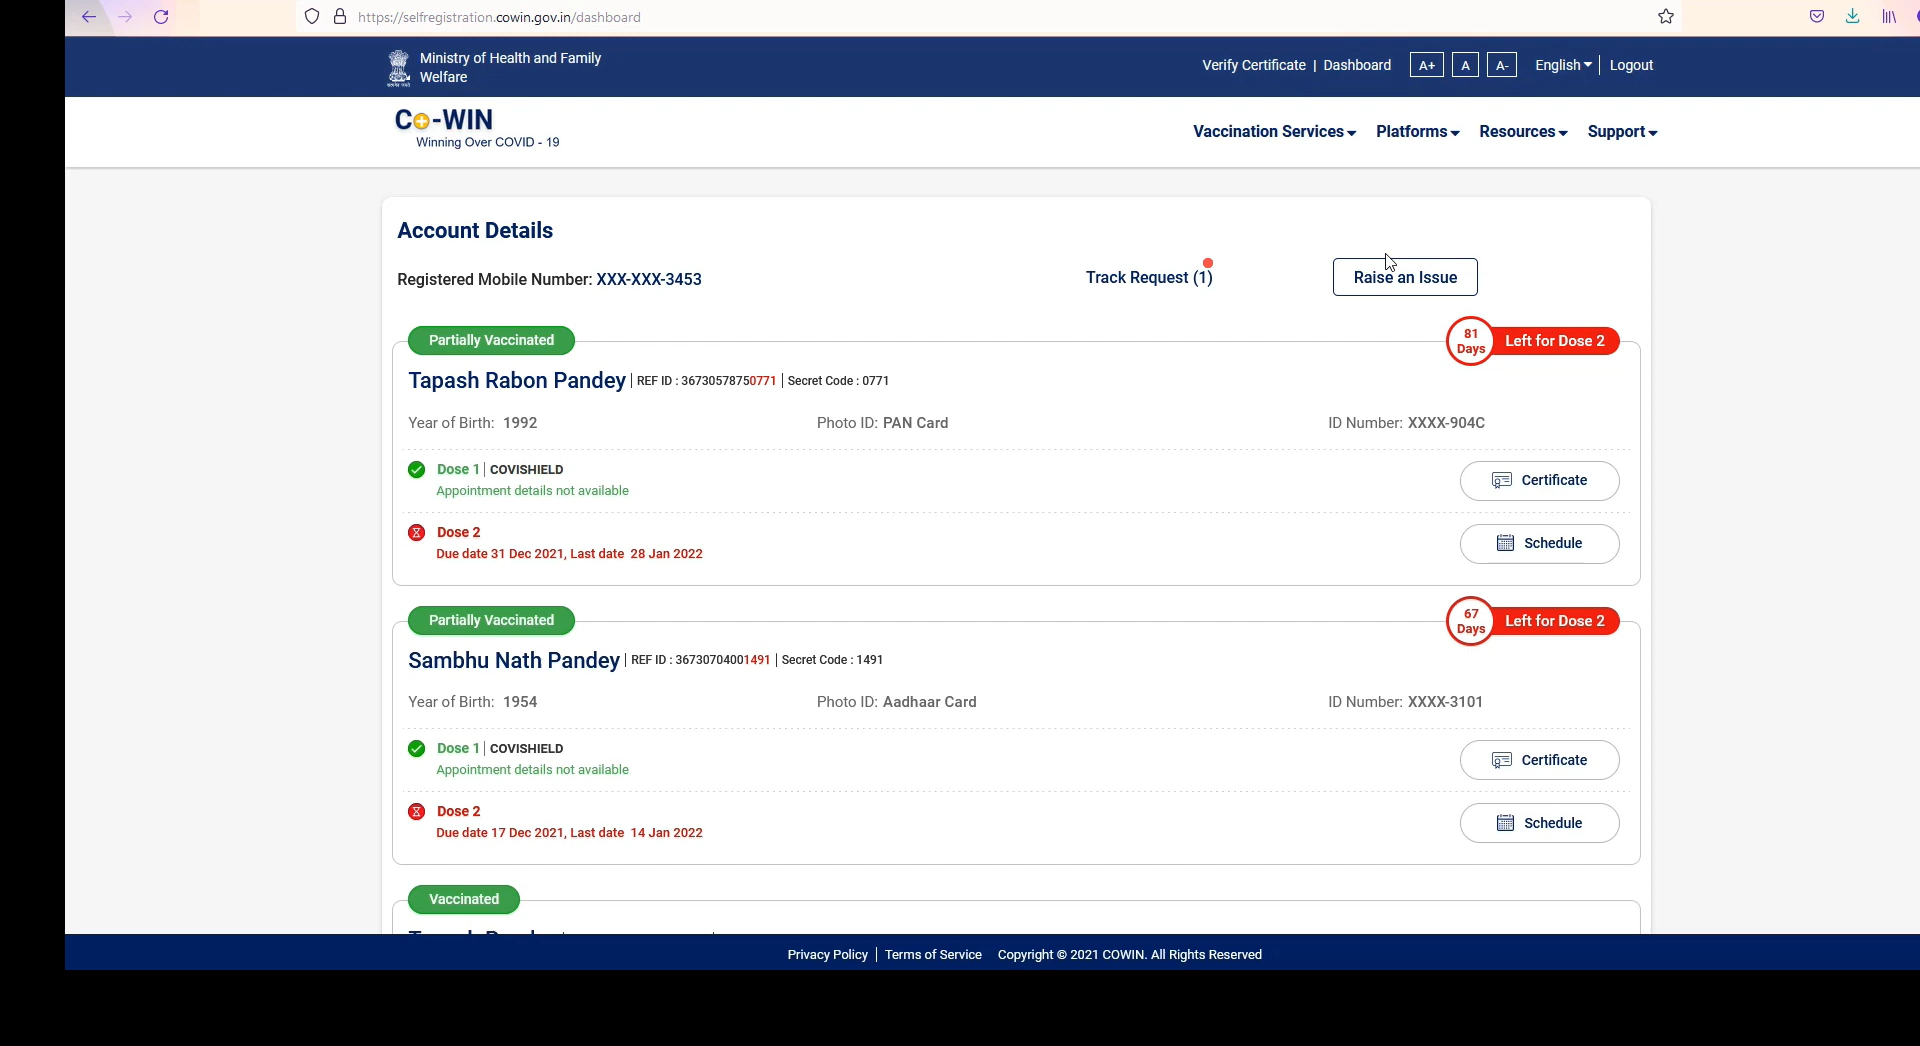 https://selfregistration.cowin.gov.in/dashboard
Ministry of Health and Family
Welfare
Verify Certificate | Dashboard A+ A A- English | Logout
Co-WIN
Winning Over COVID - 19
Vaccination Services Platforms Resources Support
Account Details
Registered Mobile Number: XXX-XXX-3453
Track Request (1)
Raise an Issue
Partially Vaccinated
81 Days Left for Dose 2
Tapash Rabon Pandey | REF ID : 36730578750771 | Secret Code : 0771
Year of Birth: 1992 Photo ID: PAN Card ID Number: XXXX-904C
Dose 1 | COVISHIELD
Appointment details not available
Certificate
Dose 2
Due date 31 Dec 2021, Last date 28 Jan 2022
Schedule
Partially Vaccinated
67 Days Left for Dose 2
Sambhu Nath Pandey | REF ID : 36730704001491 | Secret Code : 1491
Year of Birth: 1954 Photo ID: Aadhaar Card ID Number: XXXX-3101
Dose 1 | COVISHIELD
Appointment details not available
Certificate
Dose 2
Due date 17 Dec 2021, Last date 14 Jan 2022
Schedule
Vaccinated
Privacy Policy | Terms of Service Copyright © 2021 COWIN. All Rights Reserved